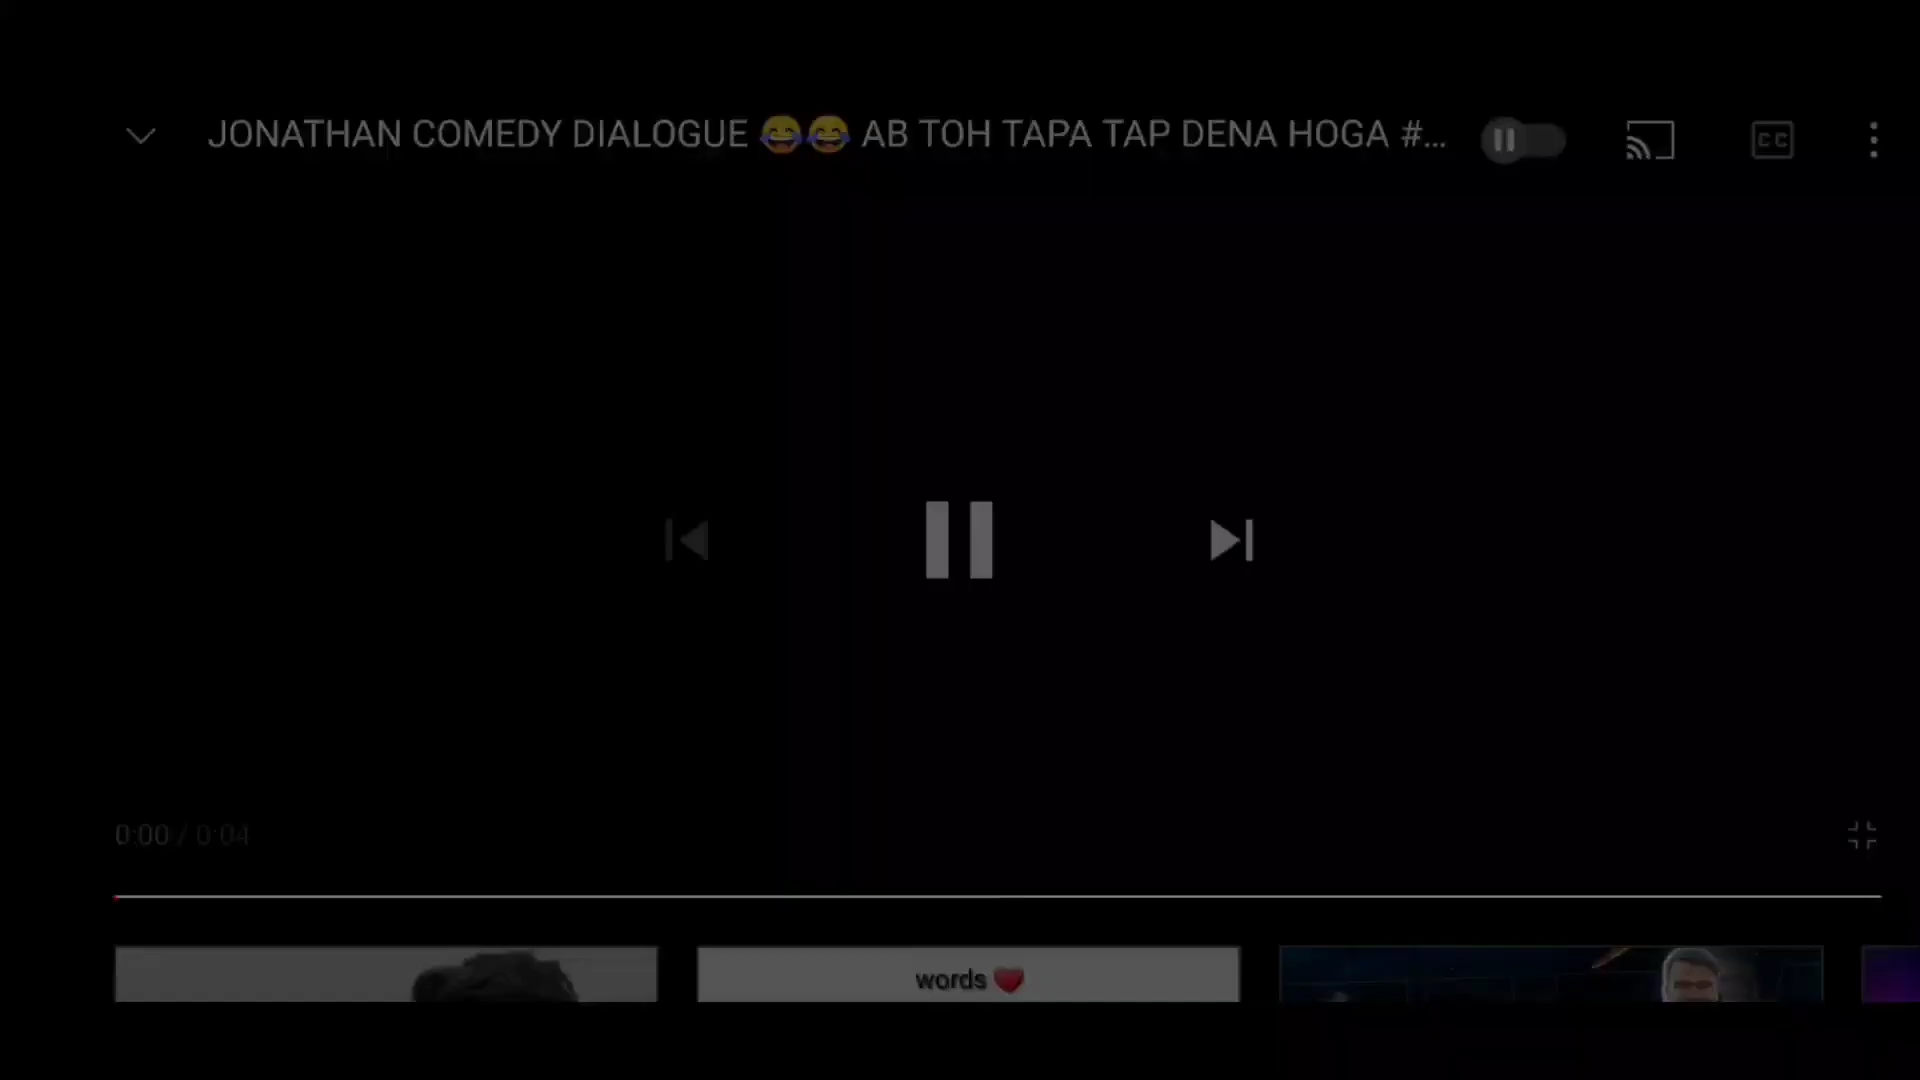 JONATHAN COMEDY DIALOGUE 😂😂 AB TOH TAPA TAP DENA HOGA #...
CC
0:00 / 0:04
words ❤️